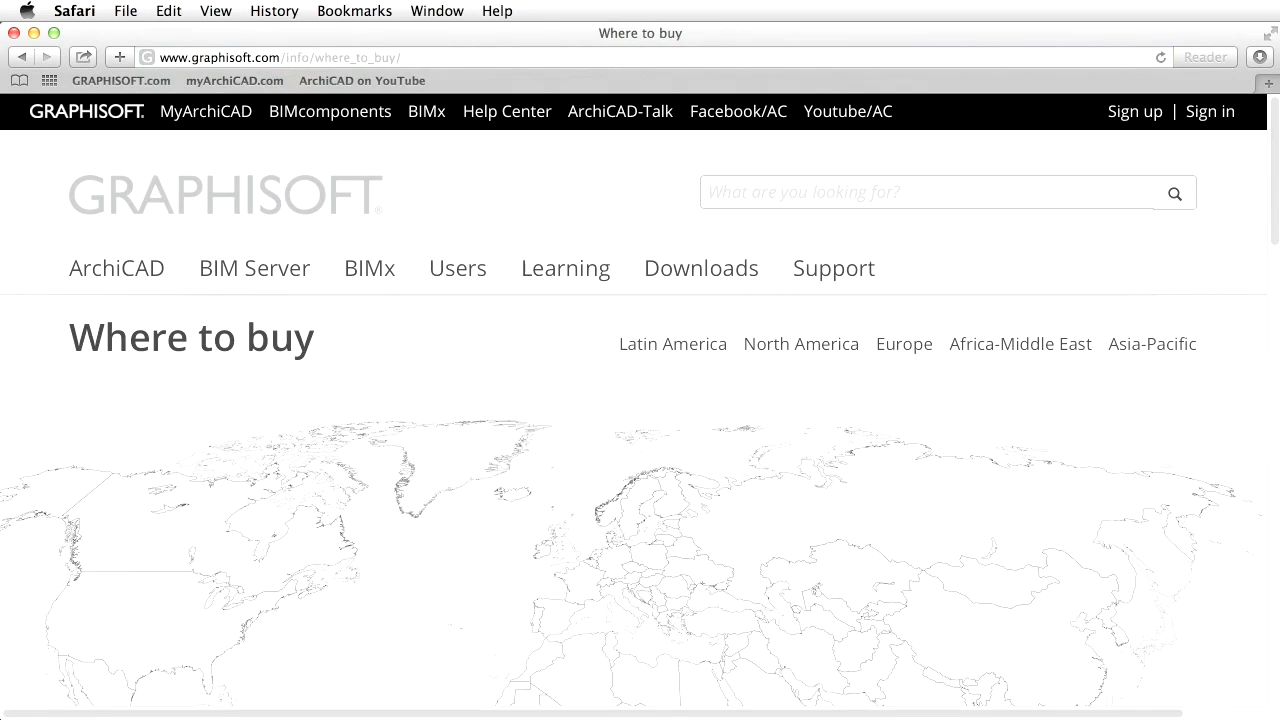 Safari File Edit View History Bookmarks Window Help
Where to buy
www.graphisoft.com/info/where_to_buy/ Reader
GRAPHISOFT.com myArchiCAD.com ArchiCAD on YouTube
GRAPHISOFT. MyArchiCAD BIMcomponents BIMx Help Center ArchiCAD-Talk Facebook/AC Youtube/AC Sign up | Sign in
GRAPHISOFT® What are you looking for?
ArchiCAD BIM Server BIMx Users Learning Downloads Support
Where to buy Latin America North America Europe Africa-Middle East Asia-Pacific